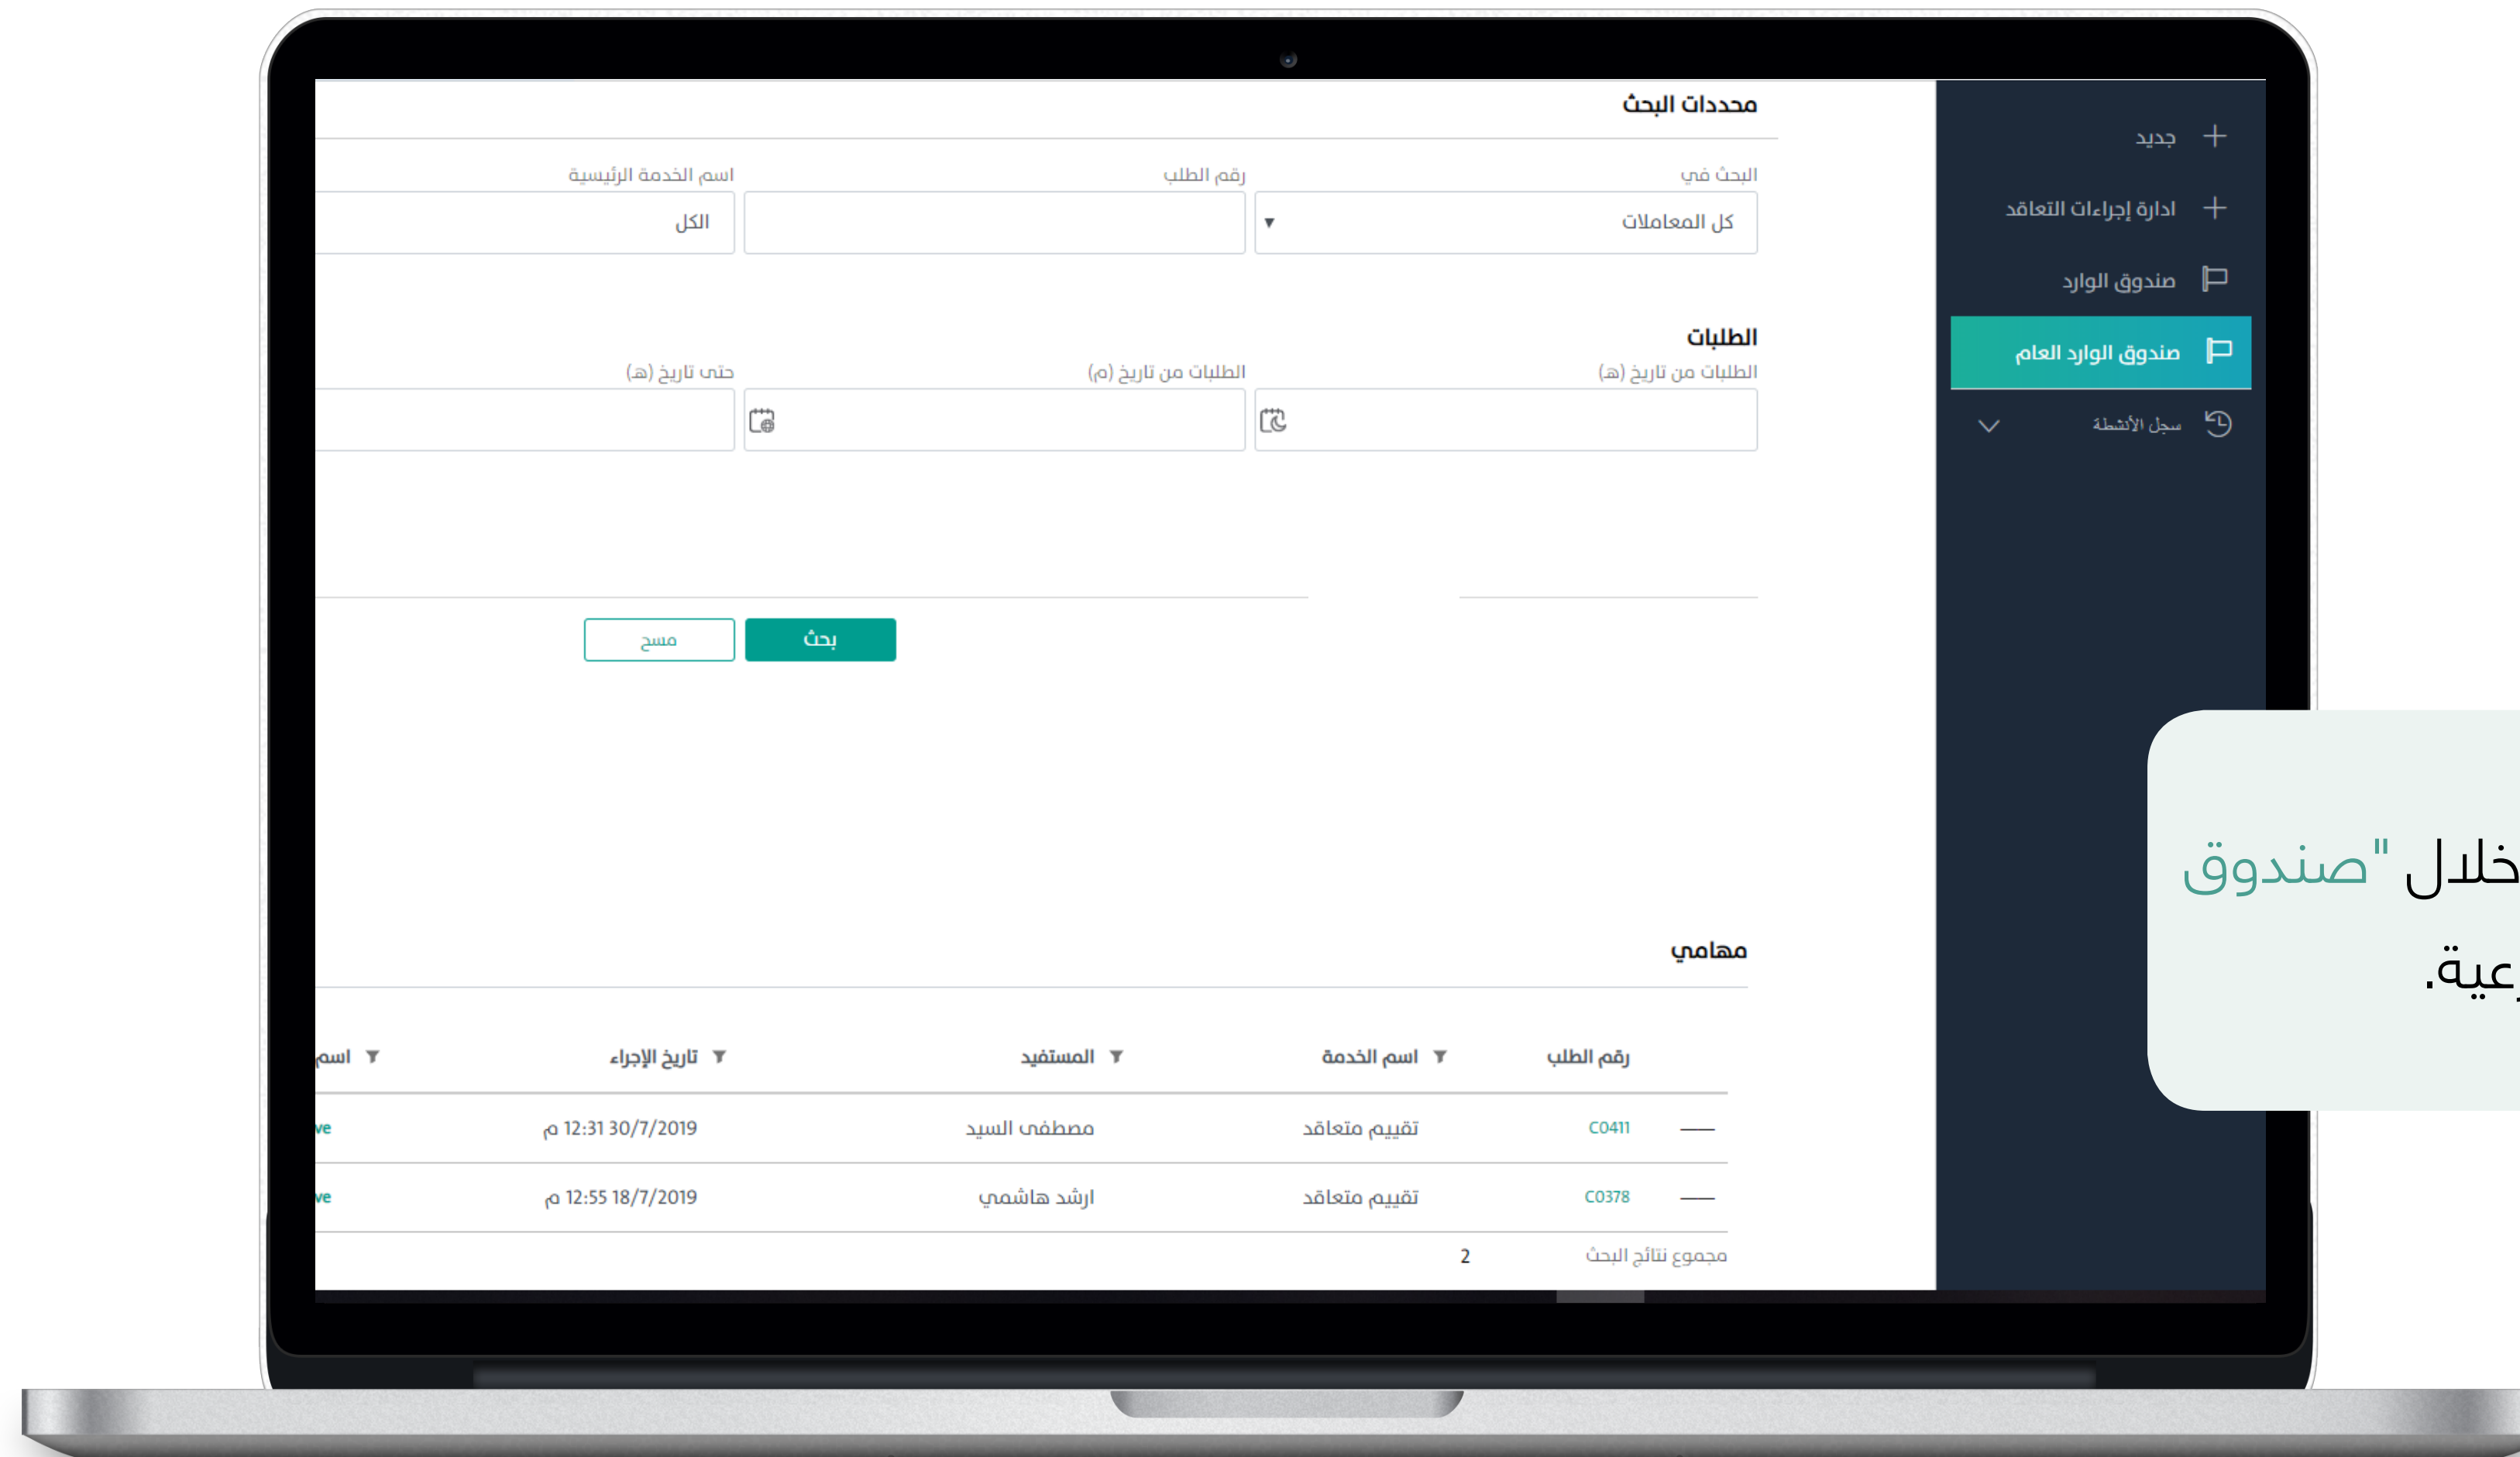 جديد
ادارة إجراءات التعاقد
صندوق الوارد
صندوق الوارد العام
سجل الأنشطة
محددات البحث
البحث في رقم الطلب اسم الخدمة الرئيسية
كل المعاملات الكل
الطلبات
الطلبات من تاريخ (هـ) الطلبات من تاريخ (م) حتى تاريخ (هـ)
بحث مسح
مهامي
رقم الطلب اسم الخدمة المستفيد تاريخ الإجراء اسم
C0411 تقييم متعاقد مصطفى السيد 30/7/2019 12:31 م ve
C0378 تقييم متعاقد ارشد هاشمي 18/7/2019 12:55 م ve
مجموع نتائج البحث 2
خلال "صندوق